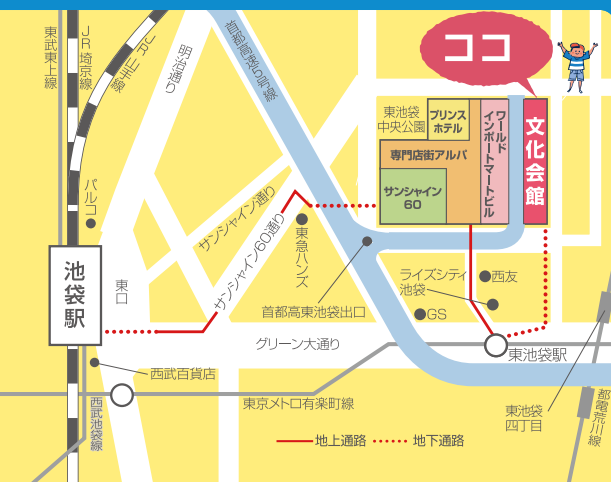 ココ
東武東上線
JR埼京線
JR山手線
明治通り
首都高速5号線
東池袋
中央公園
プリンス
ホテル
ワールド
インポートマートビル
文化会館
専門店街アルパ
サンシャイン
60
パルコ
サンシャイン通り
サンシャイン60通り
東急ハンズ
池袋駅
東口
首都高東池袋出口
ライズシティ
池袋
西友
GS
グリーン大通り
東池袋駅
西武百貨店
西武池袋線
東京メトロ有楽町線
東池袋
四丁目
都電荒川線
地上通路
地下通路